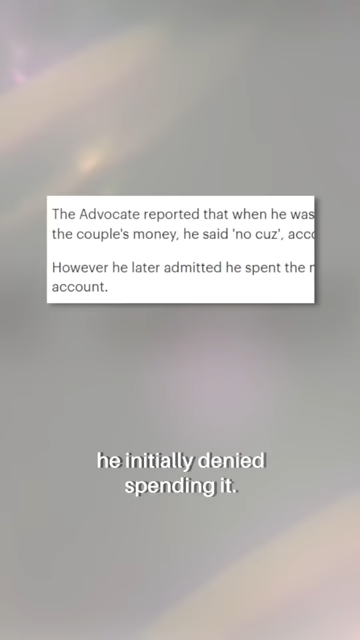 The Advocate reported that when he was
the couple's money, he said 'no cuz',
However he later admitted he spent the
account.
he initially denied
spending it.